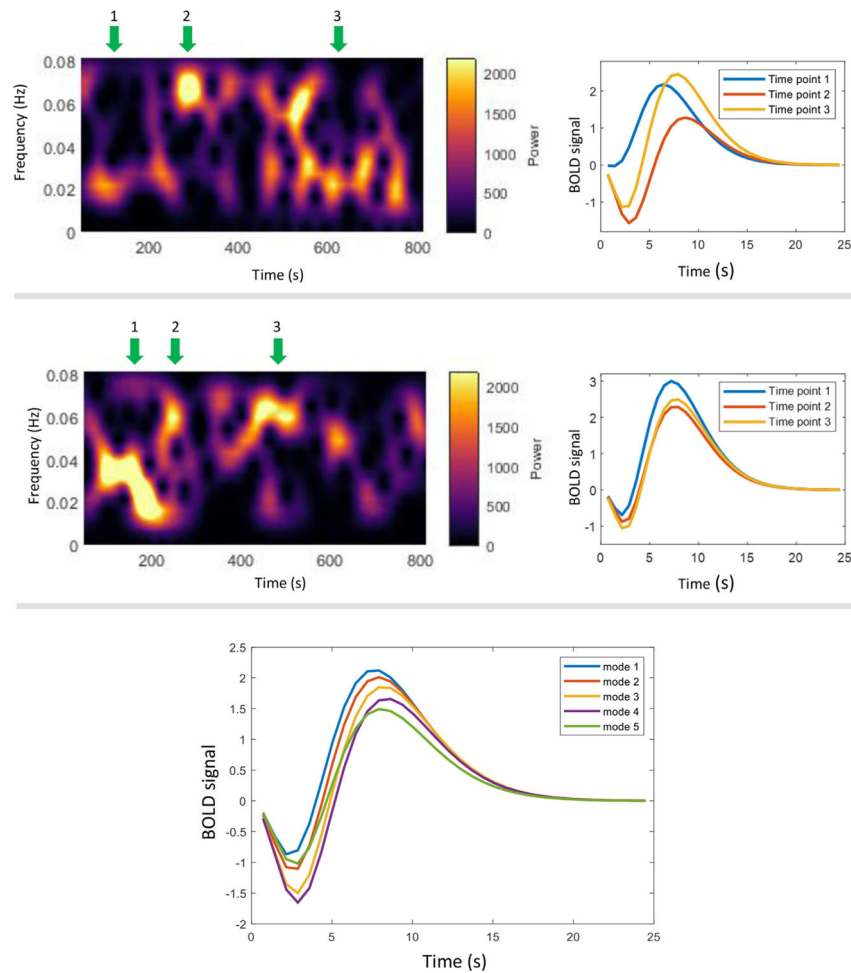 1 2 3
0.08
0.06
0.04
0.02
0
Frequency (Hz)
200 400 600 800
Time (s)
2000
1500
1000
500
0
Power
2
1
0
-1
BOLD signal
0 5 10 15 20 25
Time (s)
Time point 1
Time point 2
Time point 3
1 2 3
0.08
0.06
0.04
0.02
0
Frequency (Hz)
200 400 600 800
Time (s)
2000
1500
1000
500
0
Power
3
2
1
0
-1
BOLD signal
0 5 10 15 20 25
Time (s)
Time point 1
Time point 2
Time point 3
2.5
2
1.5
1
0.5
0
-0.5
-1
-1.5
-2
BOLD signal
0 5 10 15 20 25
Time (s)
mode 1
mode 2
mode 3
mode 4
mode 5